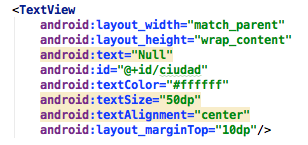 <TextView
android:layout_width="match_parent"
android:layout_height="wrap_content"
android:text="Null"
android:id="@+id/ciudad"
android:textColor="#ffffff"
android:textSize="50dp"
android:textAlignment="center"
android:layout_marginTop="10dp"/>